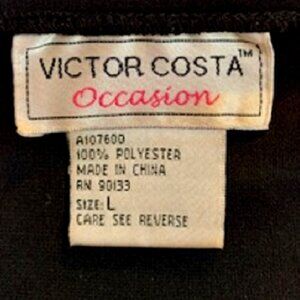 VICTOR COSTA™
Occasion
A107600
100% POLYESTER
MADE IN CHINA
RN 90133
SIZE: L
CARE SEE REVERSE